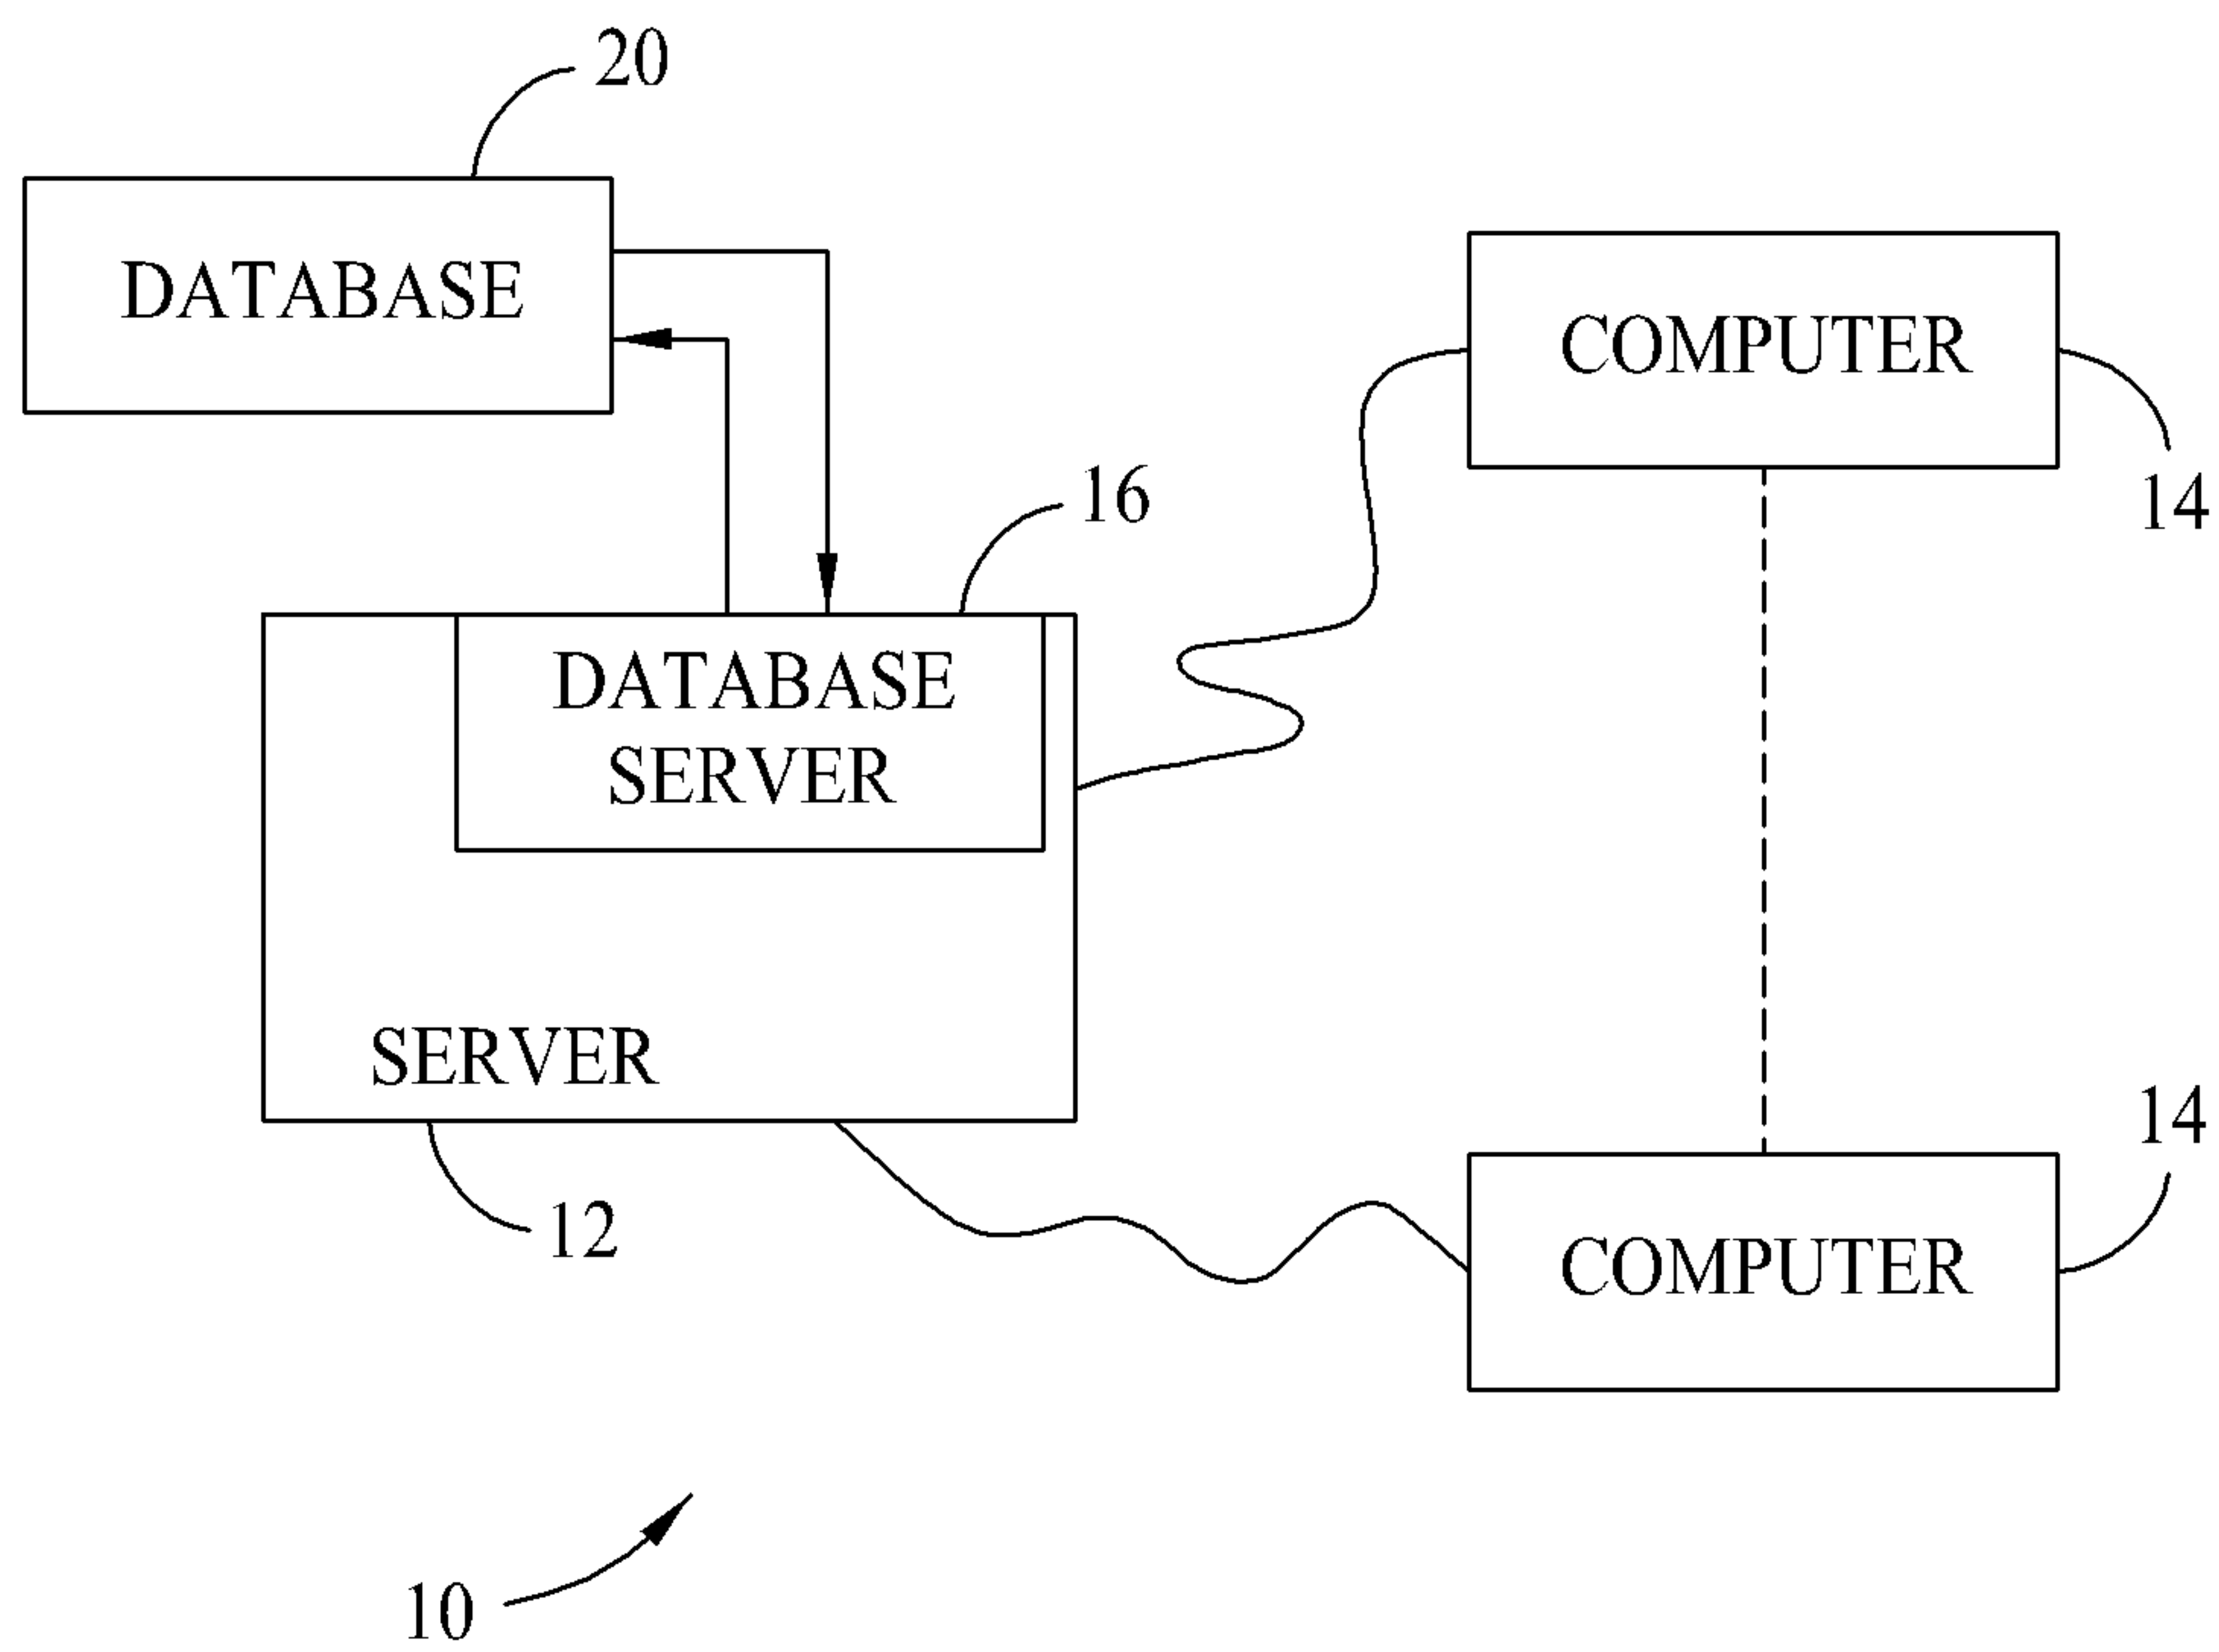 20
DATABASE
COMPUTER
14
16
DATABASE
SERVER
SERVER
14
12
COMPUTER
10